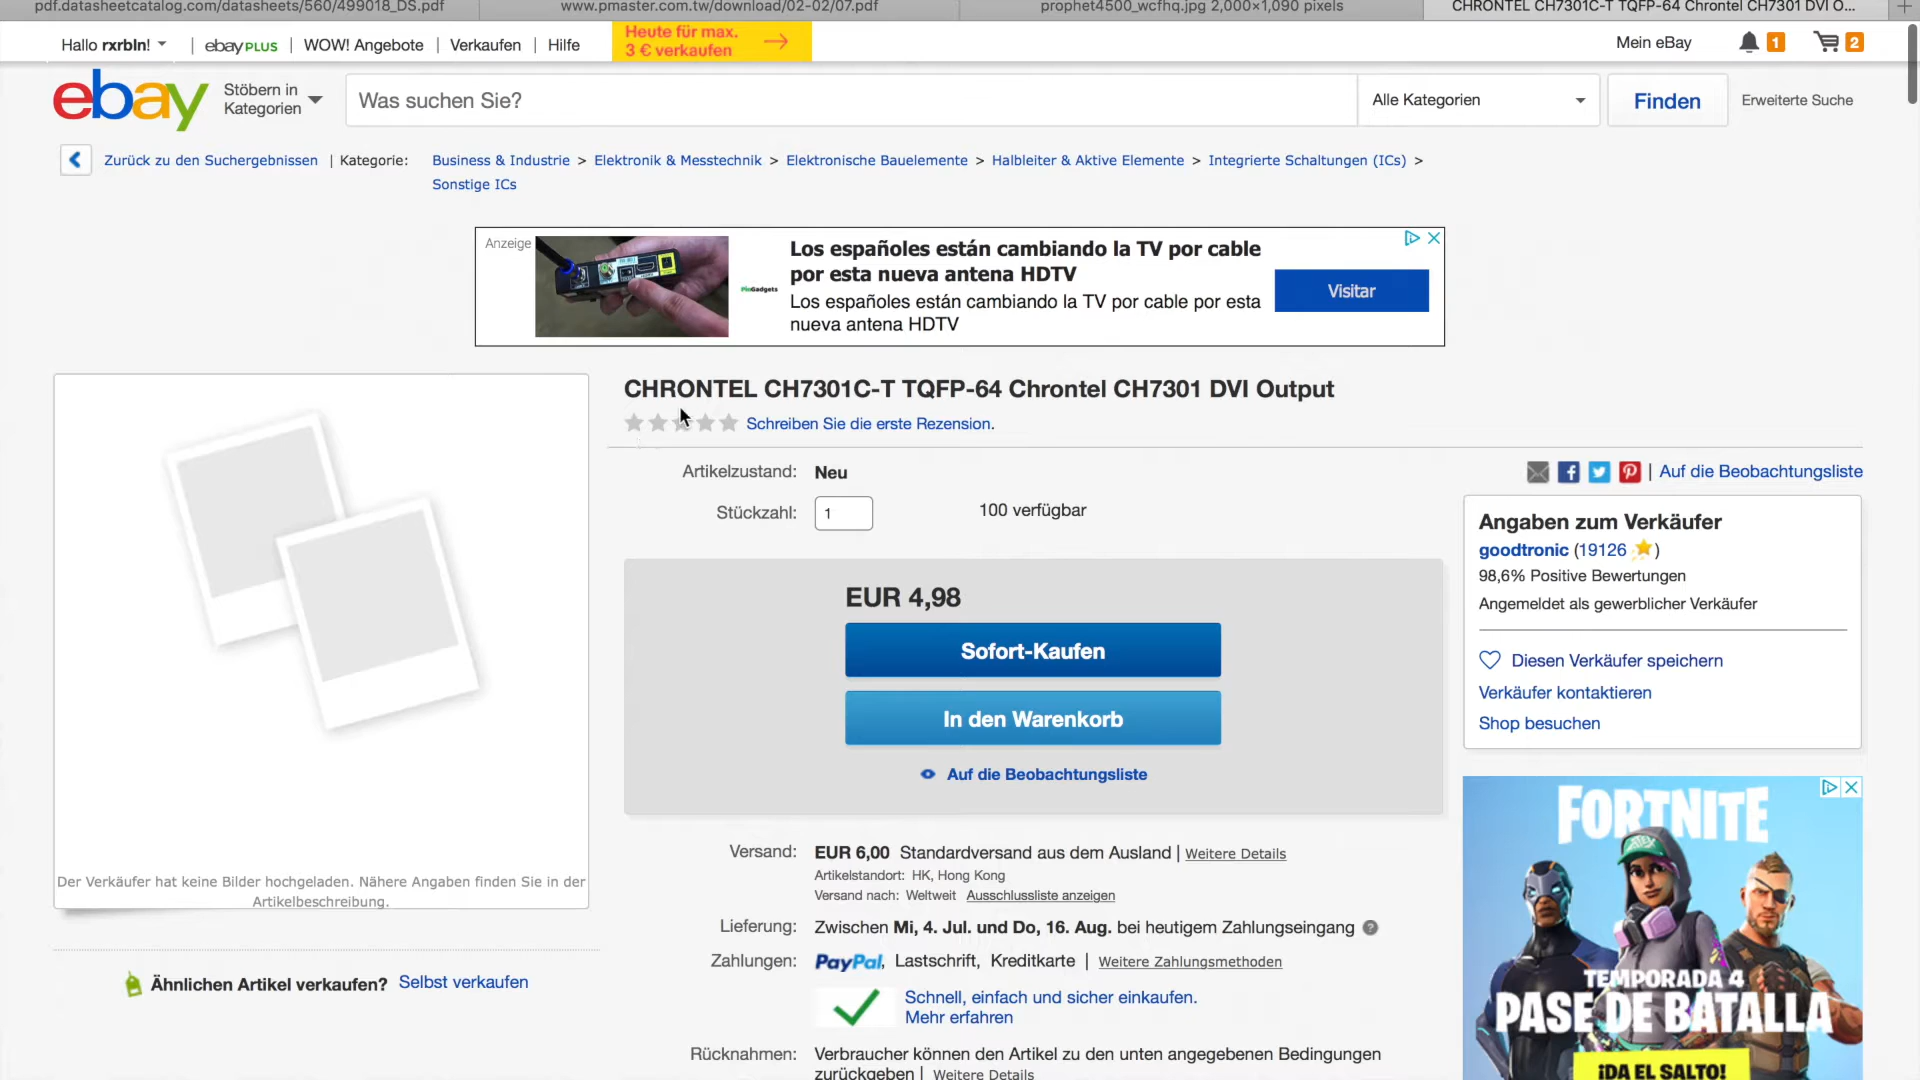 pdf.datasheetcatalog.com/datasheets/560/499018_DS.pdf
www.pmaster.com.tw/download/02-02/07.pdf
prophet4500_wcfhq.jpg 2,000×1,090 pixels
CHRONTEL CH7301C-T TQFP-64 Chrontel CH7301 DVI O...
Hallo rxrbln! | ebay PLUS | WOW! Angebote | Verkaufen | Hilfe
Heute für max.
3 € verkaufen
Mein eBay 1 2
ebay
Stöbern in
Kategorien
Was suchen Sie?
Alle Kategorien
Finden
Erweiterte Suche
Zurück zu den Suchergebnissen | Kategorie: Business & Industrie > Elektronik & Messtechnik > Elektronische Bauelemente > Halbleiter & Aktive Elemente > Integrierte Schaltungen (ICs) >
Sonstige ICs
Anzeige
PixGadgets
Los españoles están cambiando la TV por cable
por esta nueva antena HDTV
Los españoles están cambiando la TV por cable por esta
nueva antena HDTV
Visitar
CHRONTEL CH7301C-T TQFP-64 Chrontel CH7301 DVI Output
Schreiben Sie die erste Rezension.
Artikelzustand: Neu
Stückzahl: 1 100 verfügbar
EUR 4,98
Sofort-Kaufen
In den Warenkorb
Auf die Beobachtungsliste
| Auf die Beobachtungsliste
Angaben zum Verkäufer
goodtronic (19126)
98,6% Positive Bewertungen
Angemeldet als gewerblicher Verkäufer
Diesen Verkäufer speichern
Verkäufer kontaktieren
Shop besuchen
Der Verkäufer hat keine Bilder hochgeladen. Nähere Angaben finden Sie in der
Artikelbeschreibung.
Ähnlichen Artikel verkaufen? Selbst verkaufen
Versand: EUR 6,00 Standardversand aus dem Ausland | Weitere Details
Artikelstandort: HK, Hong Kong
Versand nach: Weltweit Ausschlussliste anzeigen
Lieferung: Zwischen Mi, 4. Jul. und Do, 16. Aug. bei heutigem Zahlungseingang
Zahlungen: PayPal, Lastschrift, Kreditkarte | Weitere Zahlungsmethoden
Schnell, einfach und sicher einkaufen.
Mehr erfahren
Rücknahmen: Verbraucher können den Artikel zu den unten angegebenen Bedingungen
zurückgeben | Weitere Details
FORTNITE
TEMPORADA 4
PASE DE BATALLA
¡DA EL SALTO!